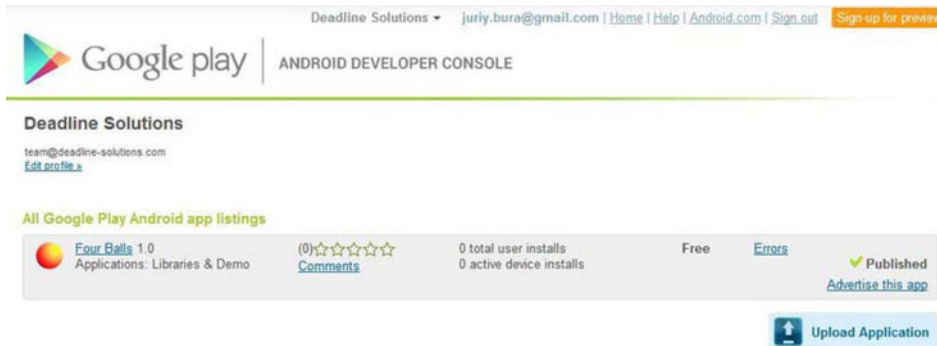 Deadline Solutions ▾ juriy.bura@gmail.com | Home | Help | Android.com | Sign out Sign-up for preview
Google play ANDROID DEVELOPER CONSOLE
Deadline Solutions
team@deadline-solutions.com
Edit profile »
All Google Play Android app listings
Four Balls 1.0 (0) 0 total user installs Free Errors
Applications: Libraries & Demo Comments 0 active device installs Published
Advertise this app
Upload Application